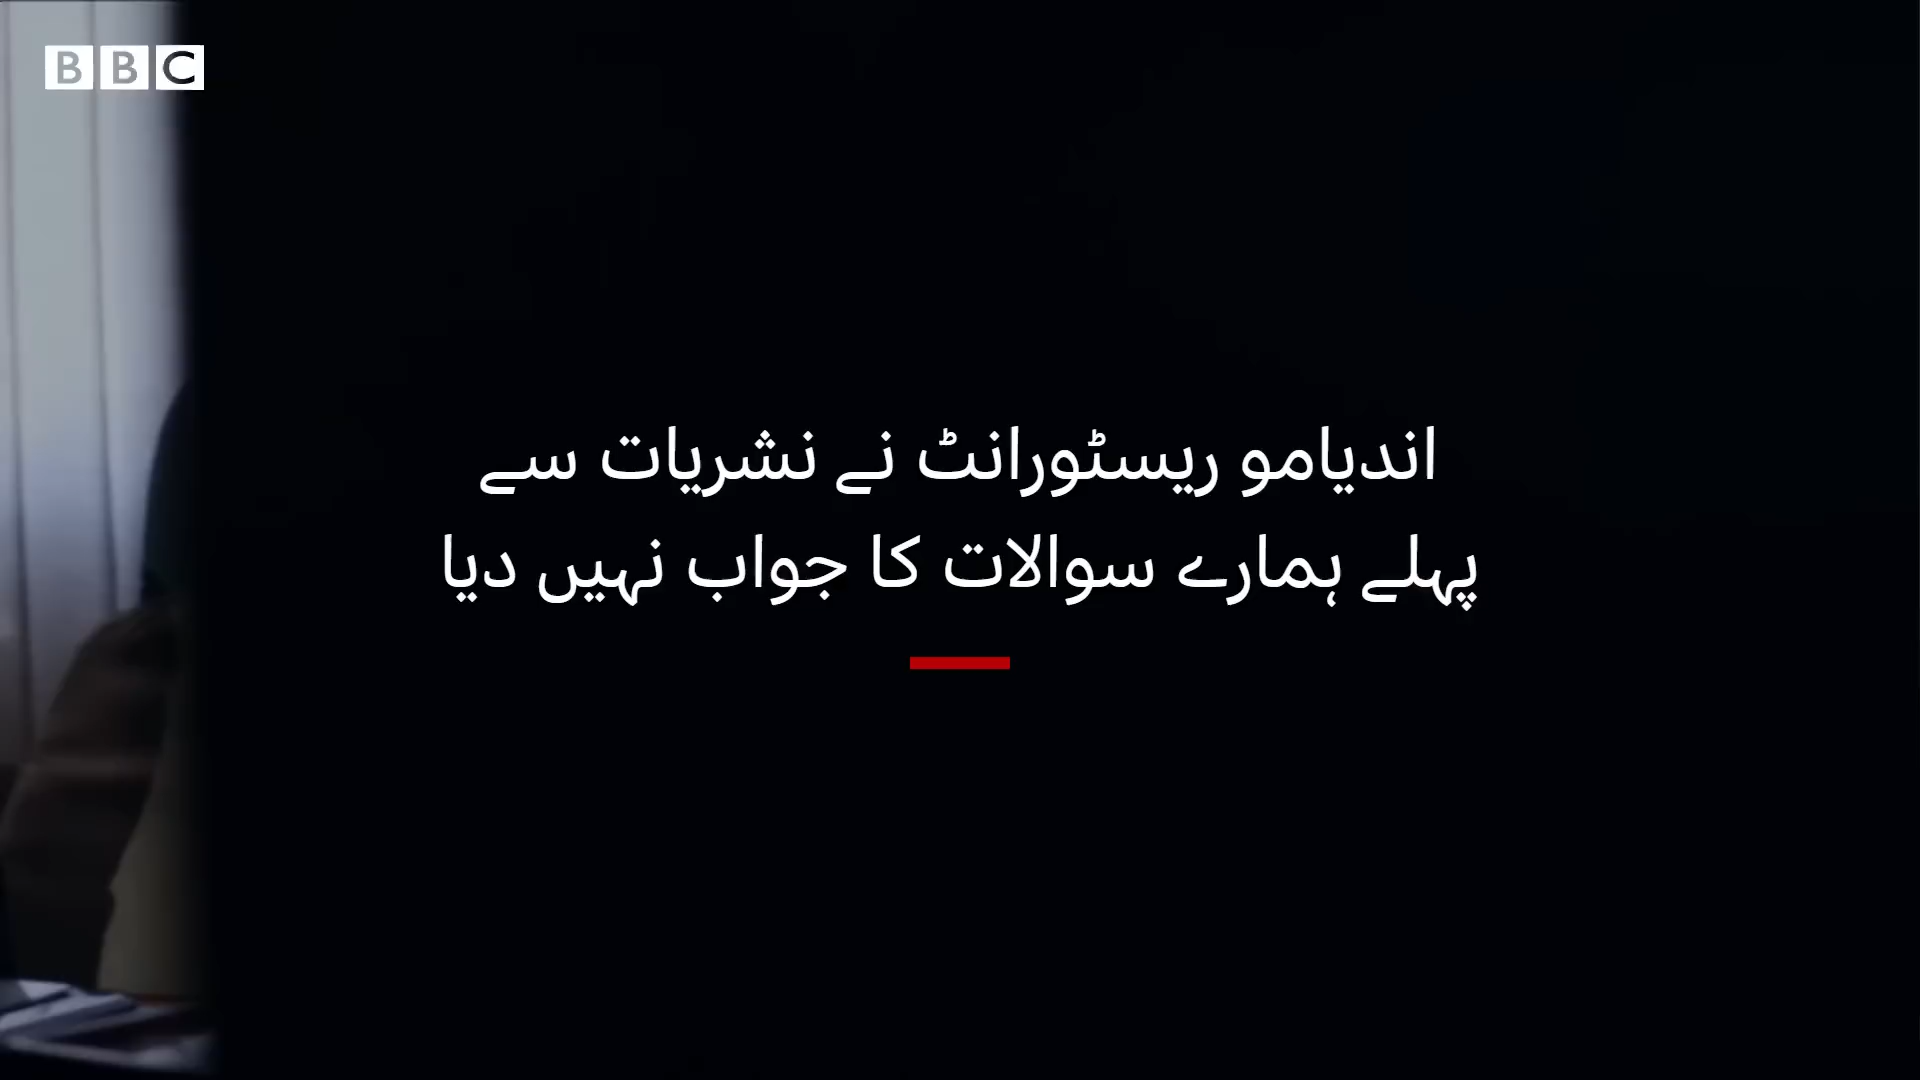 BBC
اندیامو ریسٹورانٹ نے نشریات سے
پہلے ہمارے سوالات کا جواب نہیں دیا